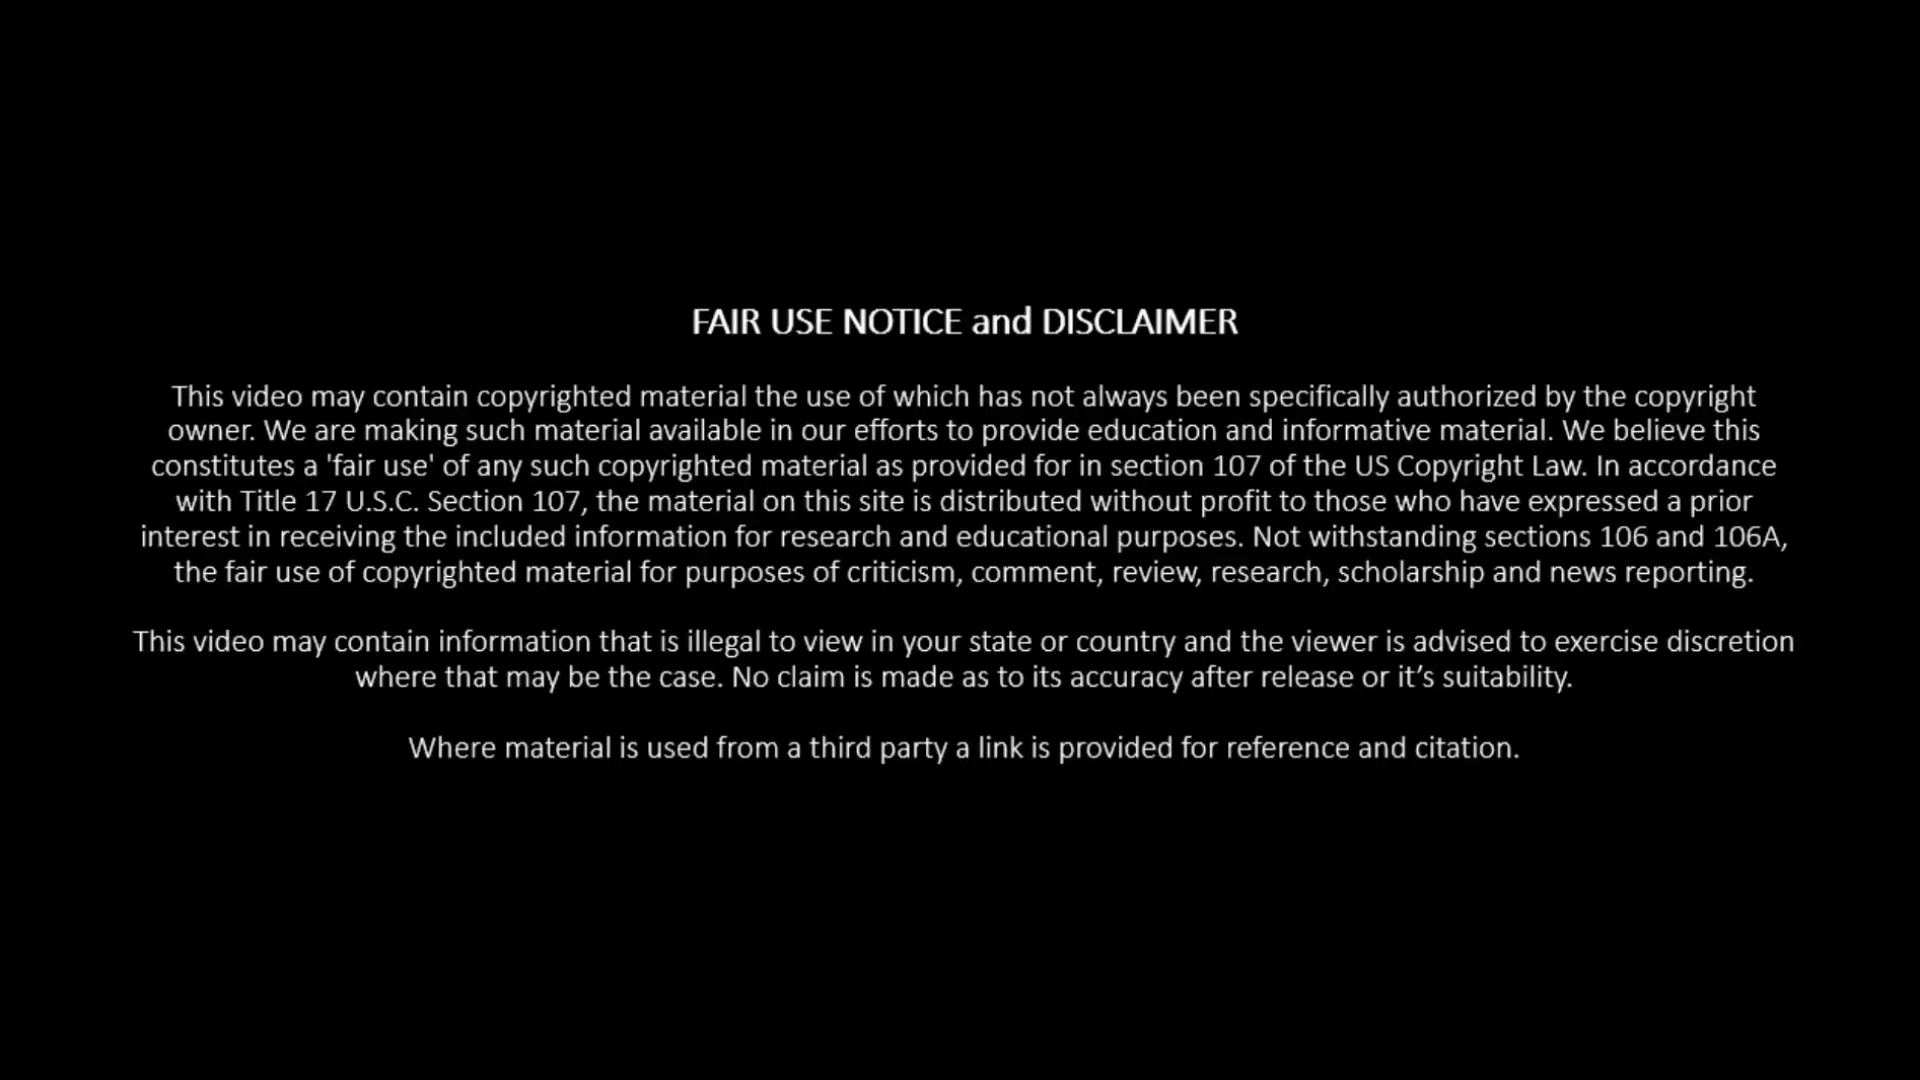 FAIR USE NOTICE and DISCLAIMER
This video may contain copyrighted material the use of which has not always been specifically authorized by the copyright
owner. We are making such material available in our efforts to provide education and informative material. We believe this
constitutes a 'fair use' of any such copyrighted material as provided for in section 107 of the US Copyright Law. In accordance
with Title 17 U.S.C. Section 107, the material on this site is distributed without profit to those who have expressed a prior
interest in receiving the included information for research and educational purposes. Not withstanding sections 106 and 106A,
the fair use of copyrighted material for purposes of criticism, comment, review, research, scholarship and news reporting.
This video may contain information that is illegal to view in your state or country and the viewer is advised to exercise discretion
where that may be the case. No claim is made as to its accuracy after release or it’s suitability.
Where material is used from a third party a link is provided for reference and citation.